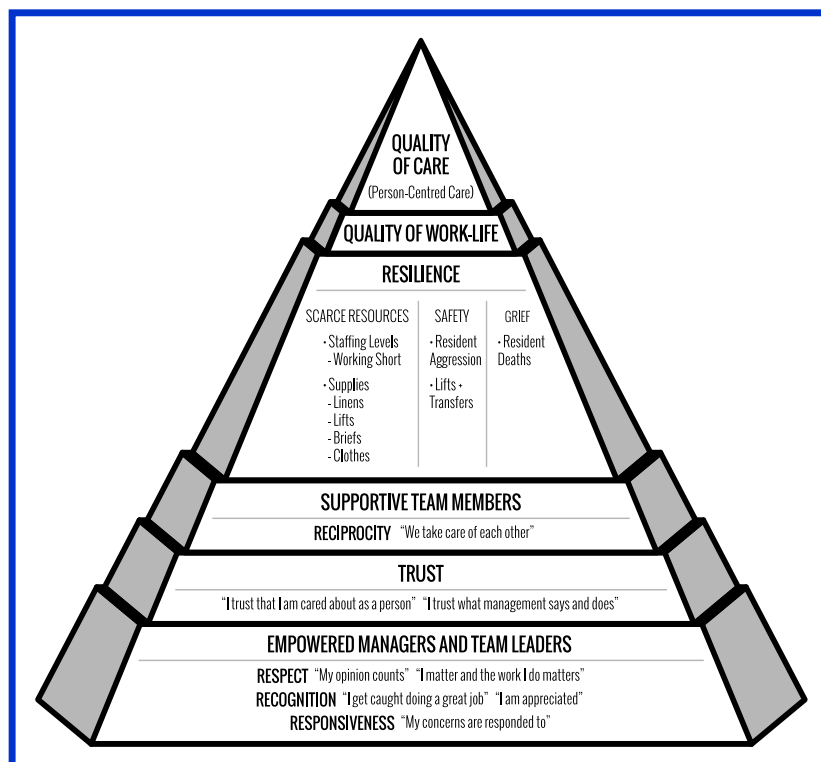 QUALITY
OF CARE
(Person-Centred Care)
QUALITY OF WORK-LIFE
RESILIENCE
SCARCE RESOURCES
• Staffing Levels
- Working Short
• Supplies
- Linens
- Lifts
- Briefs
- Clothes
SAFETY
• Resident
Aggression
• Lifts +
Transfers
GRIEF
• Resident
Deaths
SUPPORTIVE TEAM MEMBERS
RECIPROCITY “We take care of each other”
TRUST
“I trust that I am cared about as a person” “I trust what management says and does”
EMPOWERED MANAGERS AND TEAM LEADERS
RESPECT “My opinion counts” “I matter and the work I do matters”
RECOGNITION “I get caught doing a great job” “I am appreciated”
RESPONSIVENESS “My concerns are responded to”